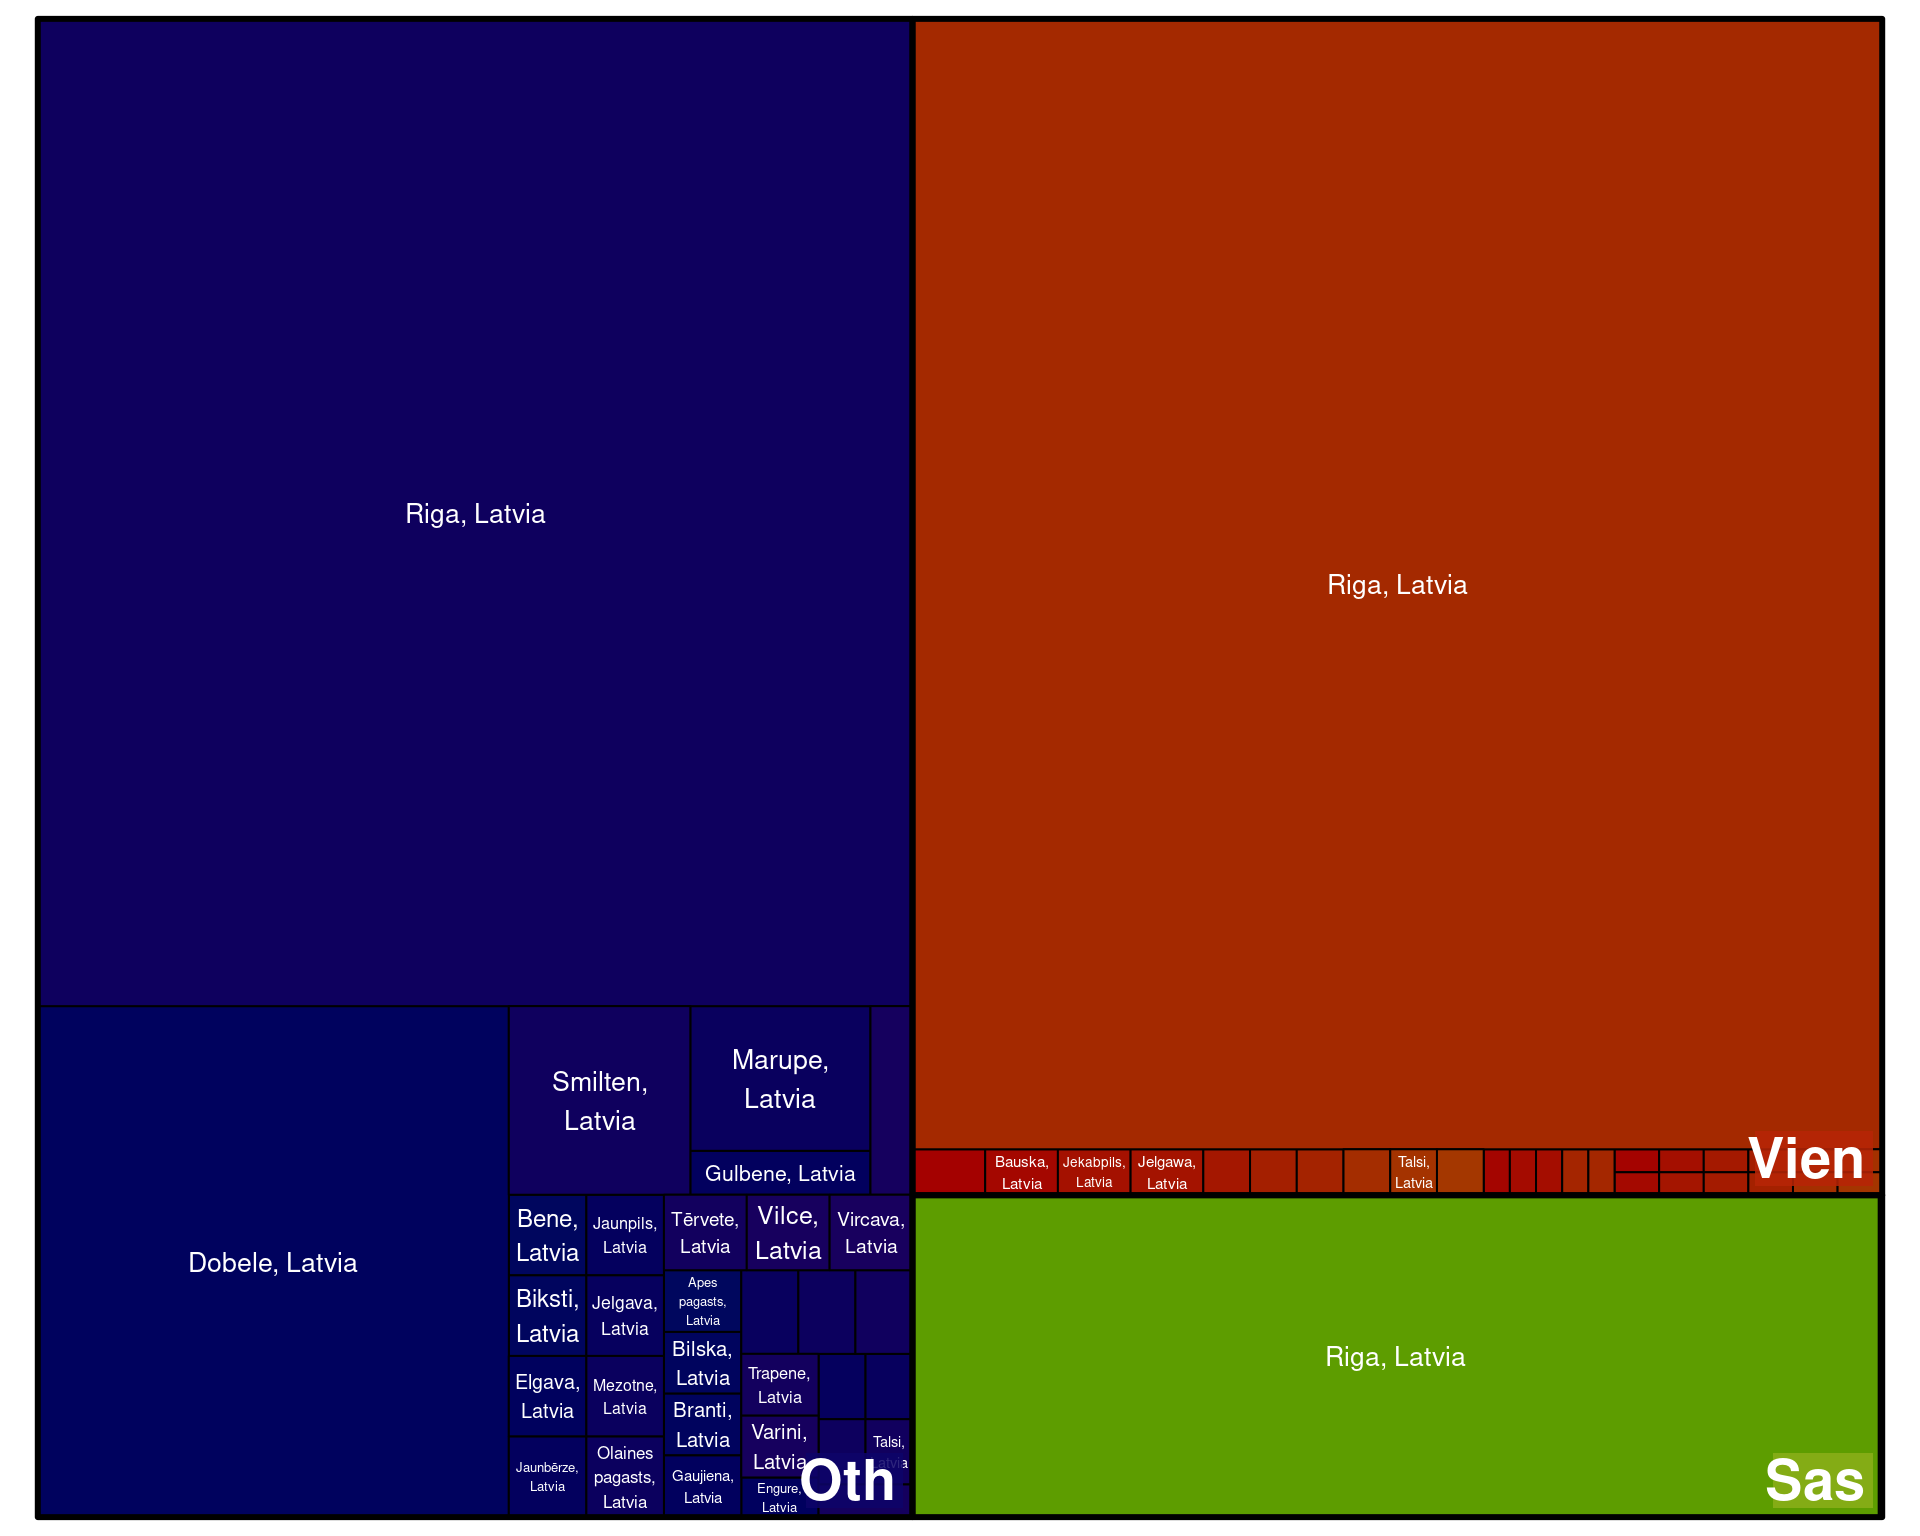 Riga, Latvia
Dobele, Latvia
Smilten,
Latvia
Marupe,
Latvia
Gulbene, Latvia
Bene,
Latvia
Jaunpils,
Latvia
Tērvete,
Latvia
Vilce,
Latvia
Vircava,
Latvia
Biksti,
Latvia
Jelgava,
Latvia
Apes
pagasts,
Latvia
Bilska,
Latvia
Elgava,
Latvia
Mezotne,
Latvia
Branti,
Latvia
Trapene,
Latvia
Varini,
Latvia
Jaunbērze,
Latvia
Olaines
pagasts,
Latvia
Gaujiena,
Latvia
Engure,
Latvia
Talsi,
Latvia
Oth
Riga, Latvia
Bauska,
Latvia
Jekabpils,
Latvia
Jelgawa,
Latvia
Talsi,
Latvia
Vien
Riga, Latvia
Sas